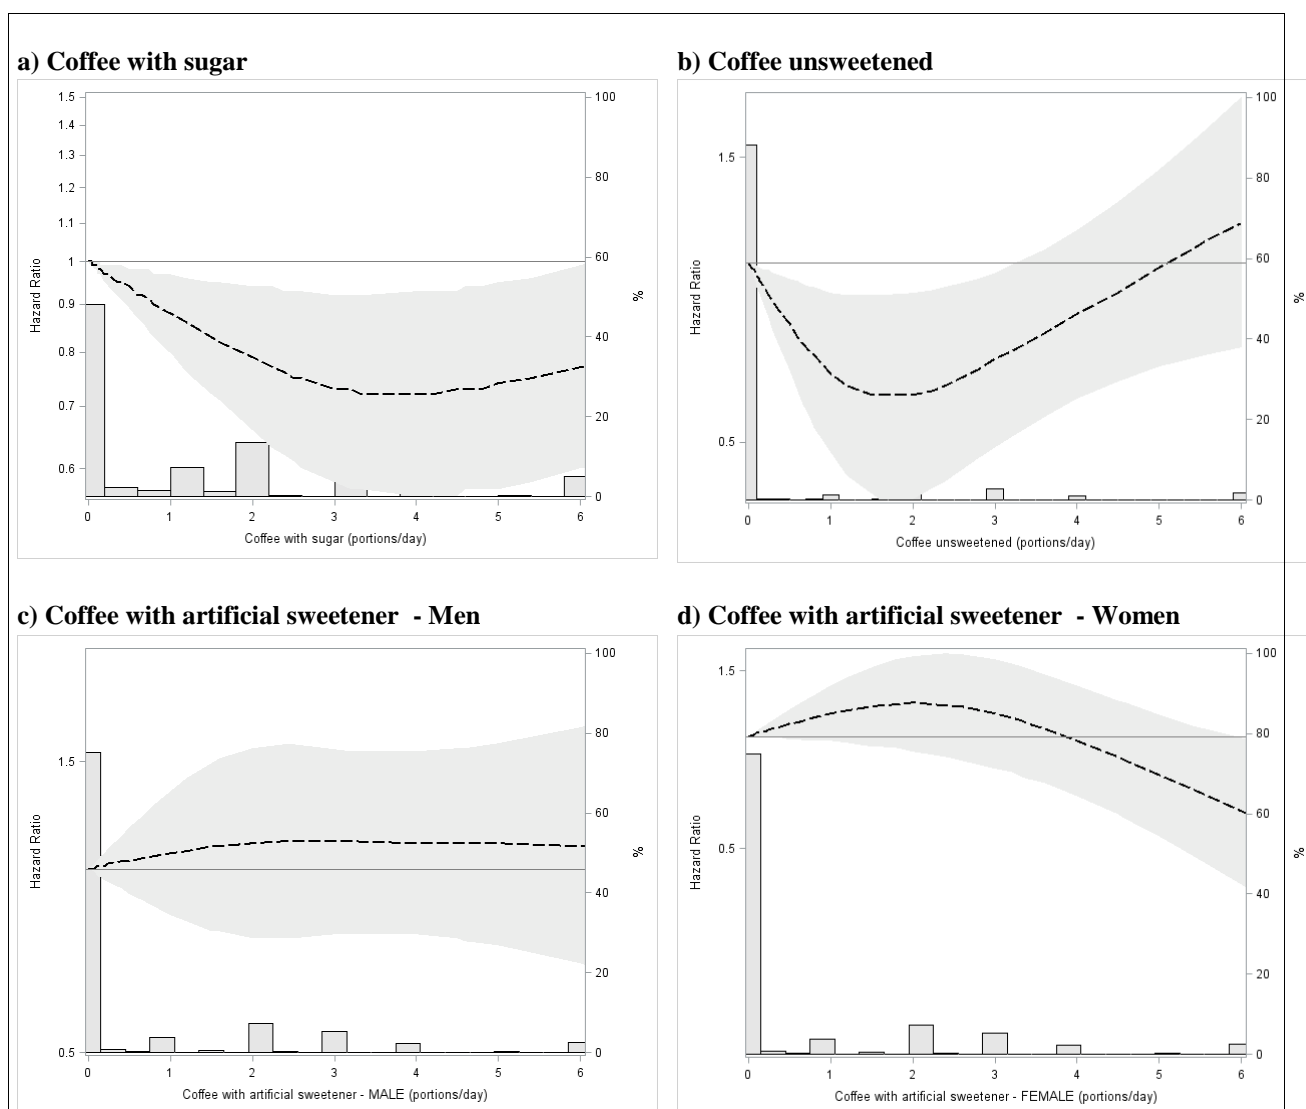 a) Coffee with sugar
1.5
1.4
1.3
1.2
1.1
1
0.9
0.8
0.7
0.6
Hazard Ratio
100
80
60
40
20
0
%
0 1 2 3 4 5 6
Coffee with sugar (portions/day)
b) Coffee unsweetened
1.5
0.5
Hazard Ratio
100
80
60
40
20
0
%
0 1 2 3 4 5 6
Coffee unsweetened (portions/day)
c) Coffee with artificial sweetener - Men
1.5
0.5
Hazard Ratio
100
80
60
40
20
0
%
0 1 2 3 4 5 6
Coffee with artificial sweetener - MALE (portions/day)
d) Coffee with artificial sweetener - Women
1.5
0.5
Hazard Ratio
100
80
60
40
20
0
%
0 1 2 3 4 5 6
Coffee with artificial sweetener - FEMALE (portions/day)